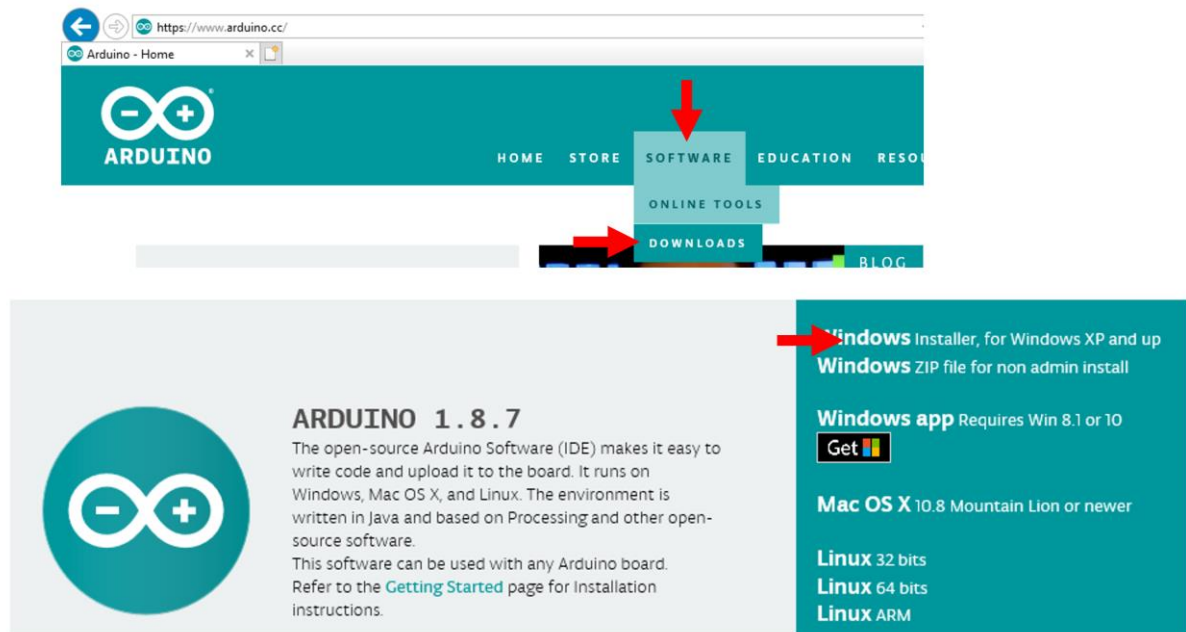 https://www.arduino.cc/
Arduino - Home
ARDUINO
HOME STORE SOFTWARE EDUCATION
ONLINE TOOLS
DOWNLOADS
BLOG
ARDUINO 1.8.7
The open-source Arduino Software (IDE) makes it easy to
write code and upload it to the board. It runs on
Windows, Mac OS X, and Linux. The environment is
written in Java and based on Processing and other open-
source software.
This software can be used with any Arduino board.
Refer to the Getting Started page for Installation
instructions.
Windows Installer, for Windows XP and up
Windows ZIP file for non admin install
Windows app Requires Win 8.1 or 10
Get
Mac OS X 10.8 Mountain Lion or newer
Linux 32 bits
Linux 64 bits
Linux ARM